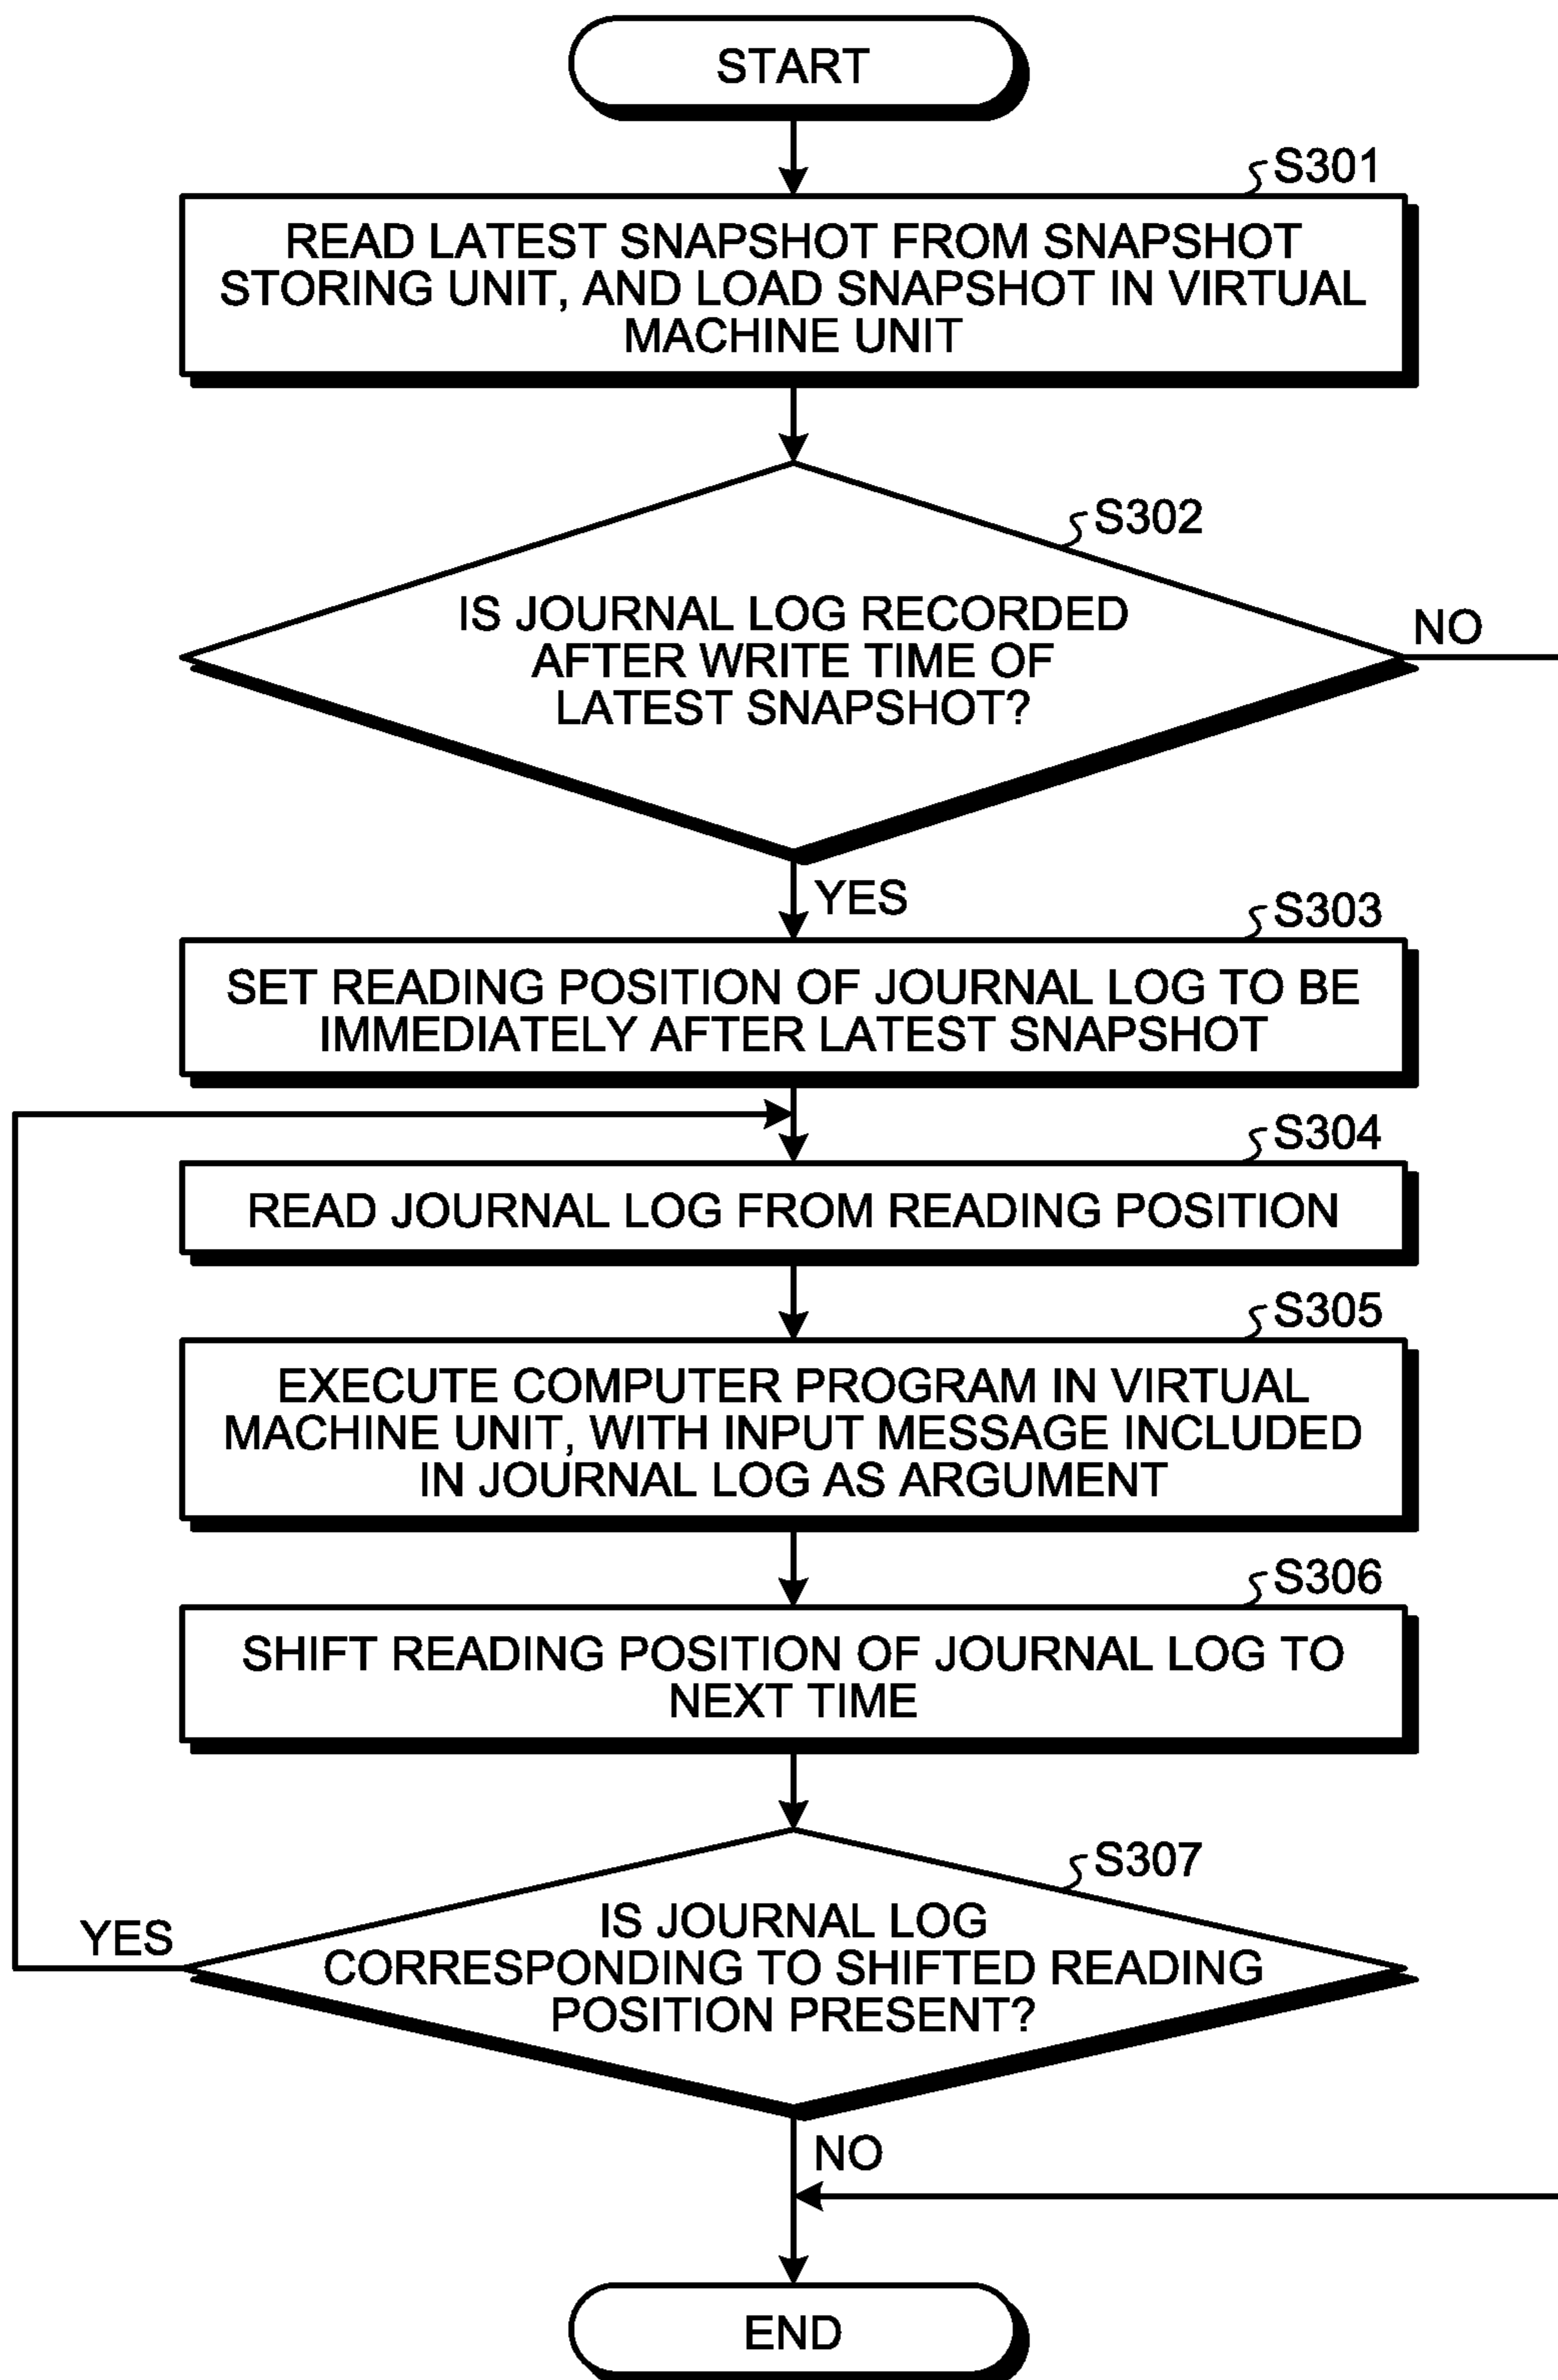 START
S301
READ LATEST SNAPSHOT FROM SNAPSHOT
STORING UNIT, AND LOAD SNAPSHOT IN VIRTUAL
MACHINE UNIT
S302
IS JOURNAL LOG RECORDED
AFTER WRITE TIME OF
LATEST SNAPSHOT?
NO
YES
S303
SET READING POSITION OF JOURNAL LOG TO BE
IMMEDIATELY AFTER LATEST SNAPSHOT
S304
READ JOURNAL LOG FROM READING POSITION
S305
EXECUTE COMPUTER PROGRAM IN VIRTUAL
MACHINE UNIT, WITH INPUT MESSAGE INCLUDED
IN JOURNAL LOG AS ARGUMENT
S306
SHIFT READING POSITION OF JOURNAL LOG TO
NEXT TIME
S307
IS JOURNAL LOG
CORRESPONDING TO SHIFTED READING
POSITION PRESENT?
YES
NO
END